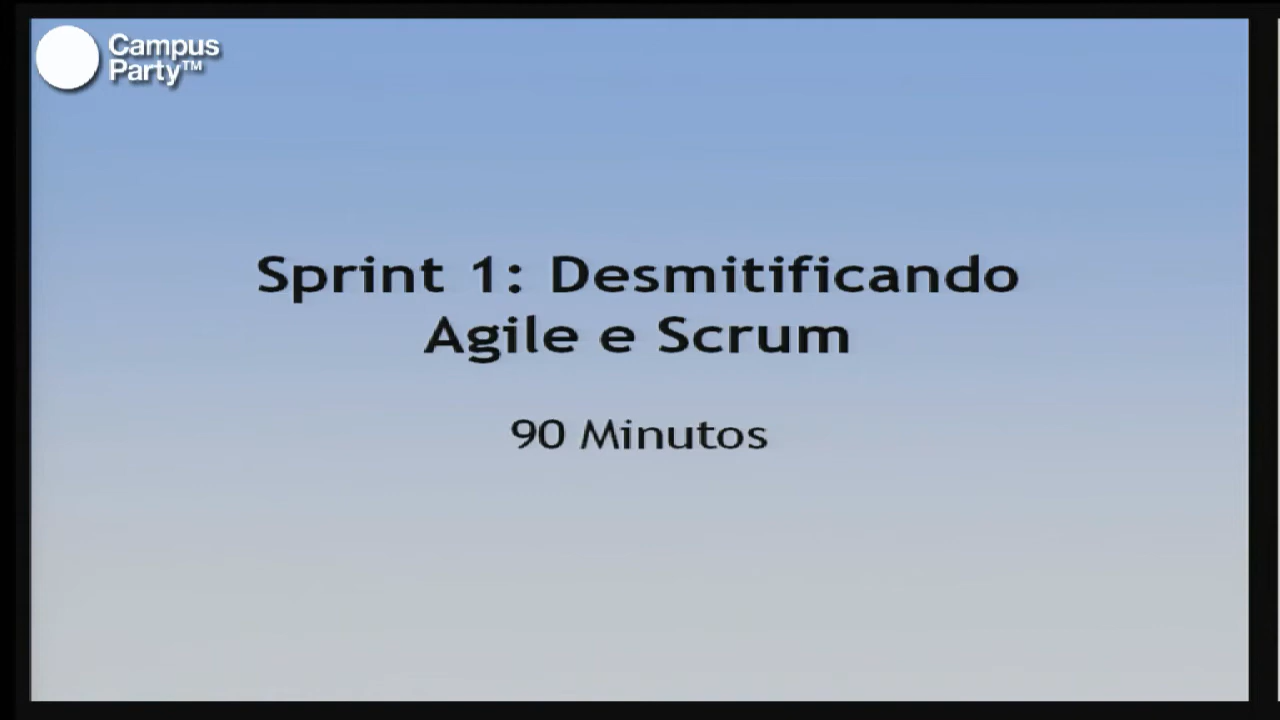 Campus
Party™
Sprint 1: Desmitificando
Agile e Scrum
90 Minutos